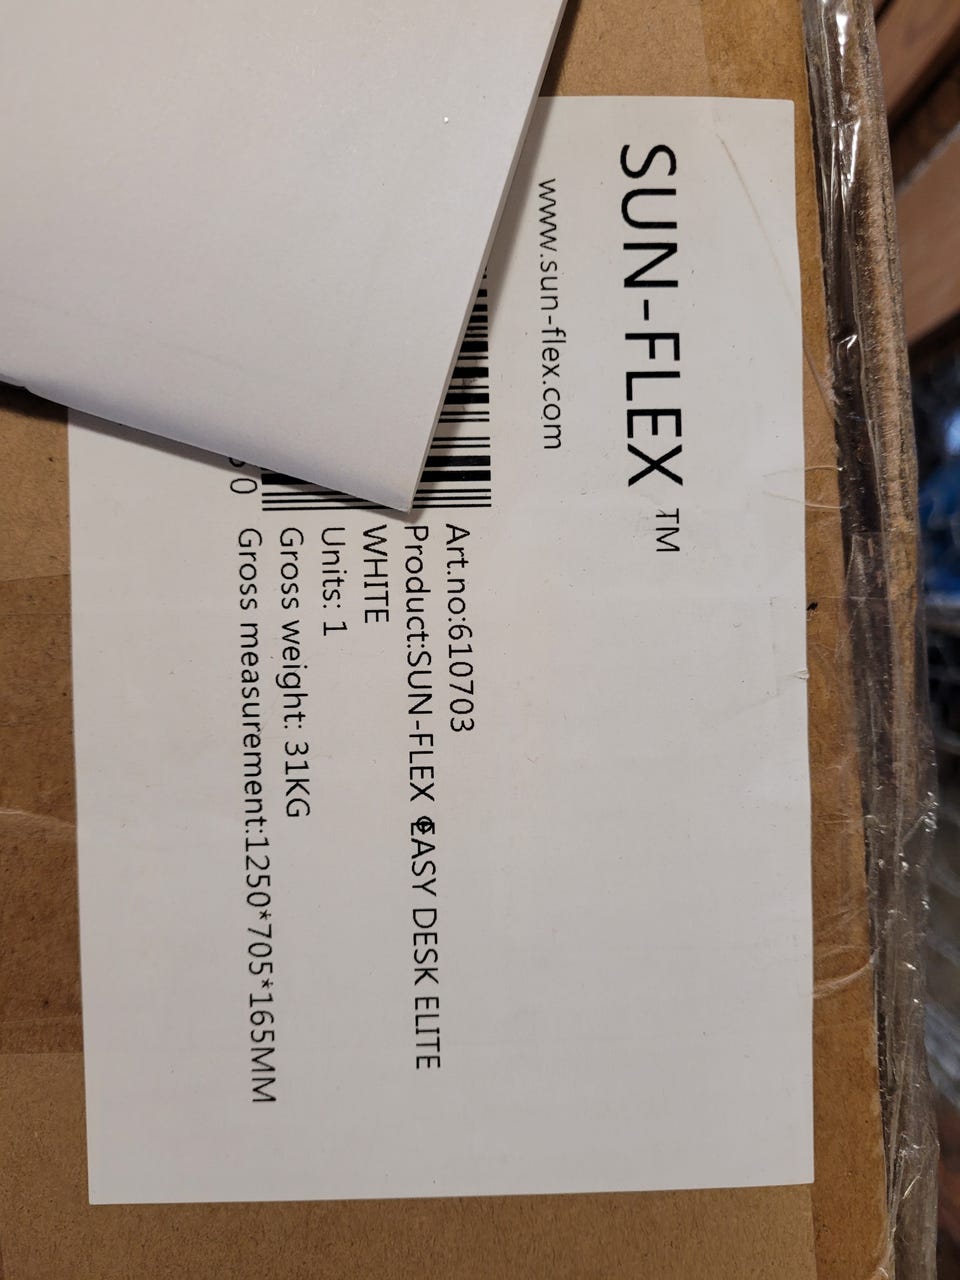 SUN-FLEX ™
www.sun-flex.com
Art.no:610703
Product:SUN-FLEX ®EASY DESK ELITE
WHITE
Units: 1
Gross weight: 31KG
0 Gross measurement:1250*705*165MM